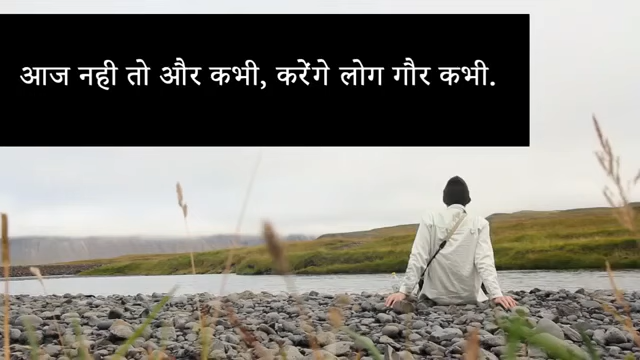 आज नही तो और कभी, करेंगे लोग गौर कभी.